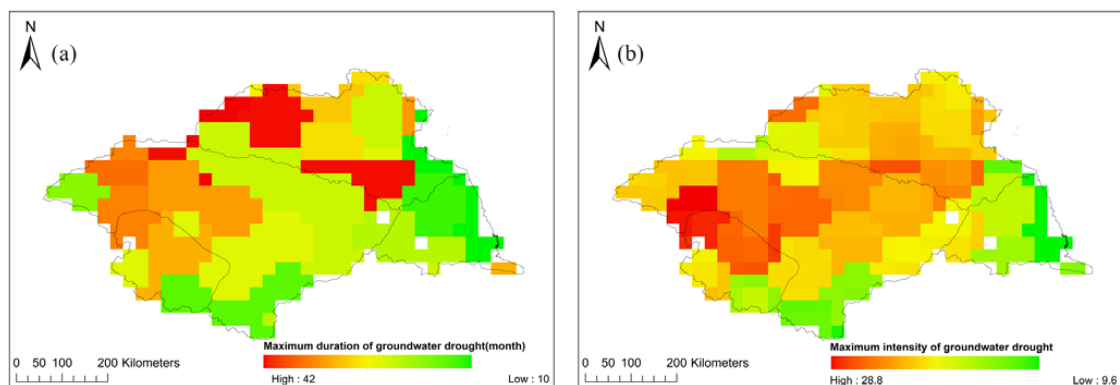 N
(a)
Maximum duration of groundwater drought(month)
0 50 100 200 Kilometers
High : 42
Low : 10
N
(b)
Maximum intensity of groundwater drought
0 50 100 200 Kilometers
High : 28.8
Low : 9.6